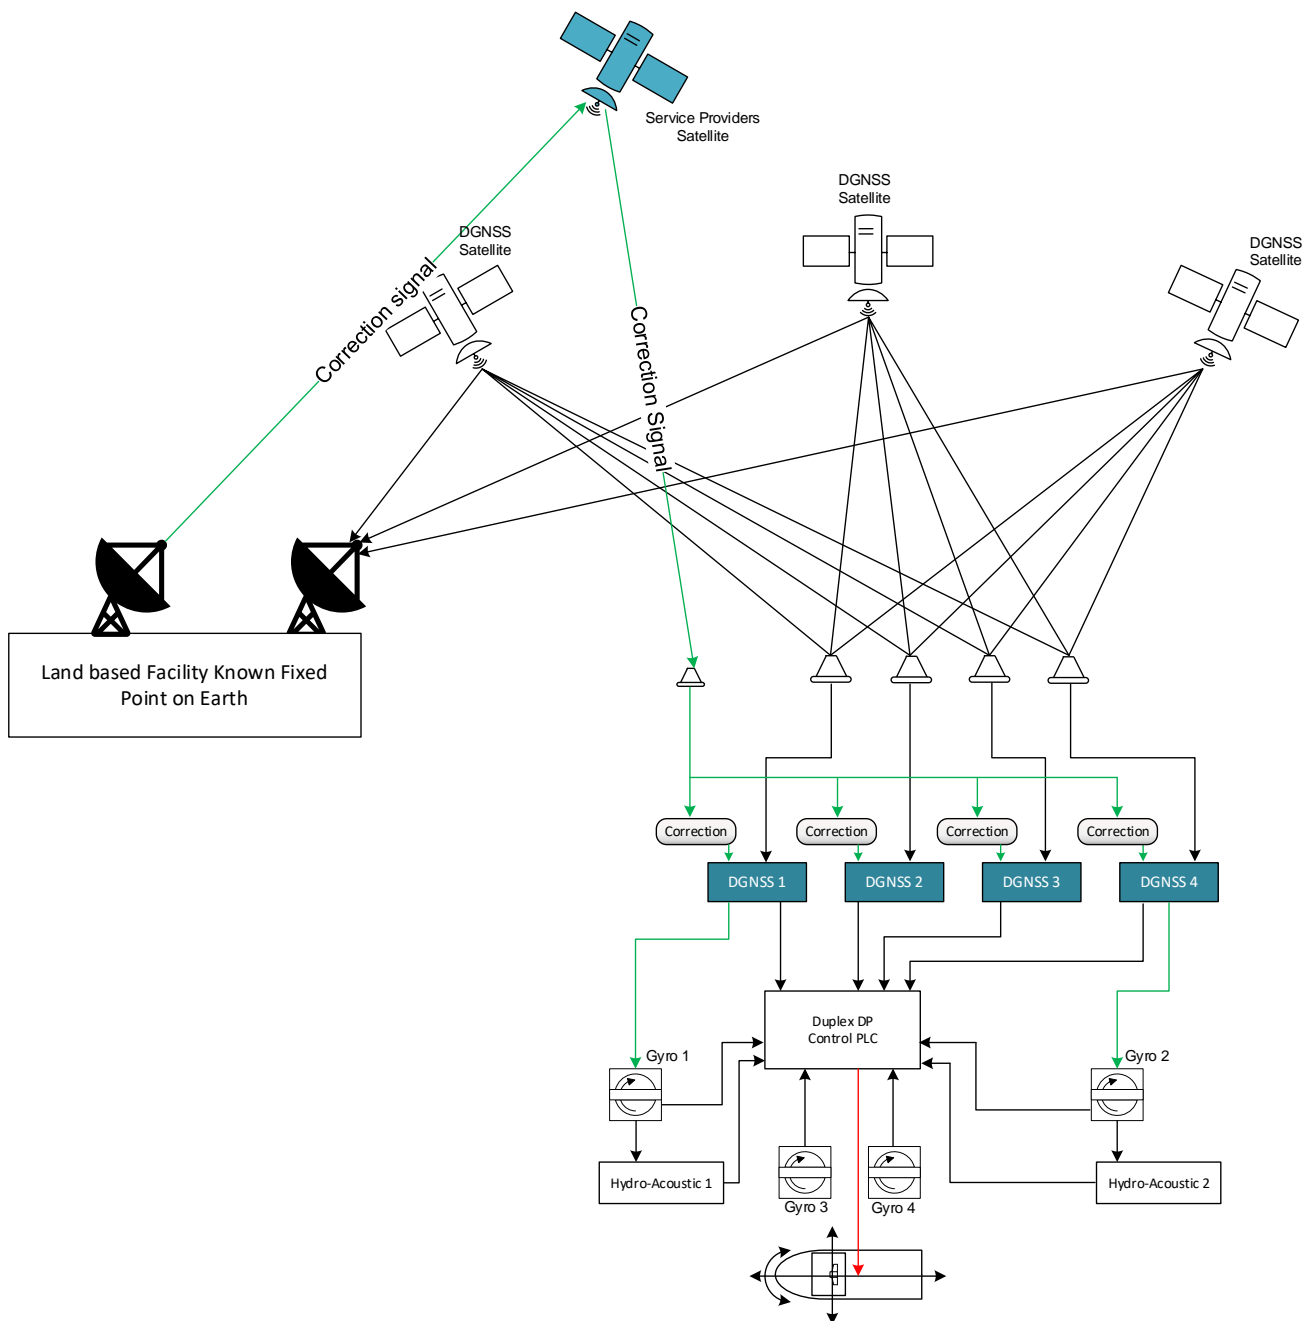 Service Providers
Satellite
DGNSS
Satellite
DGNSS
Satellite
DGNSS
Satellite
Correction signal
Correction Signal
Land based Facility Known Fixed
Point on Earth
Correction
Correction
Correction
Correction
DGNSS 1
DGNSS 2
DGNSS 3
DGNSS 4
Duplex DP
Control PLC
Gyro 1
Gyro 2
Hydro-Acoustic 1
Hydro-Acoustic 2
Gyro 3
Gyro 4